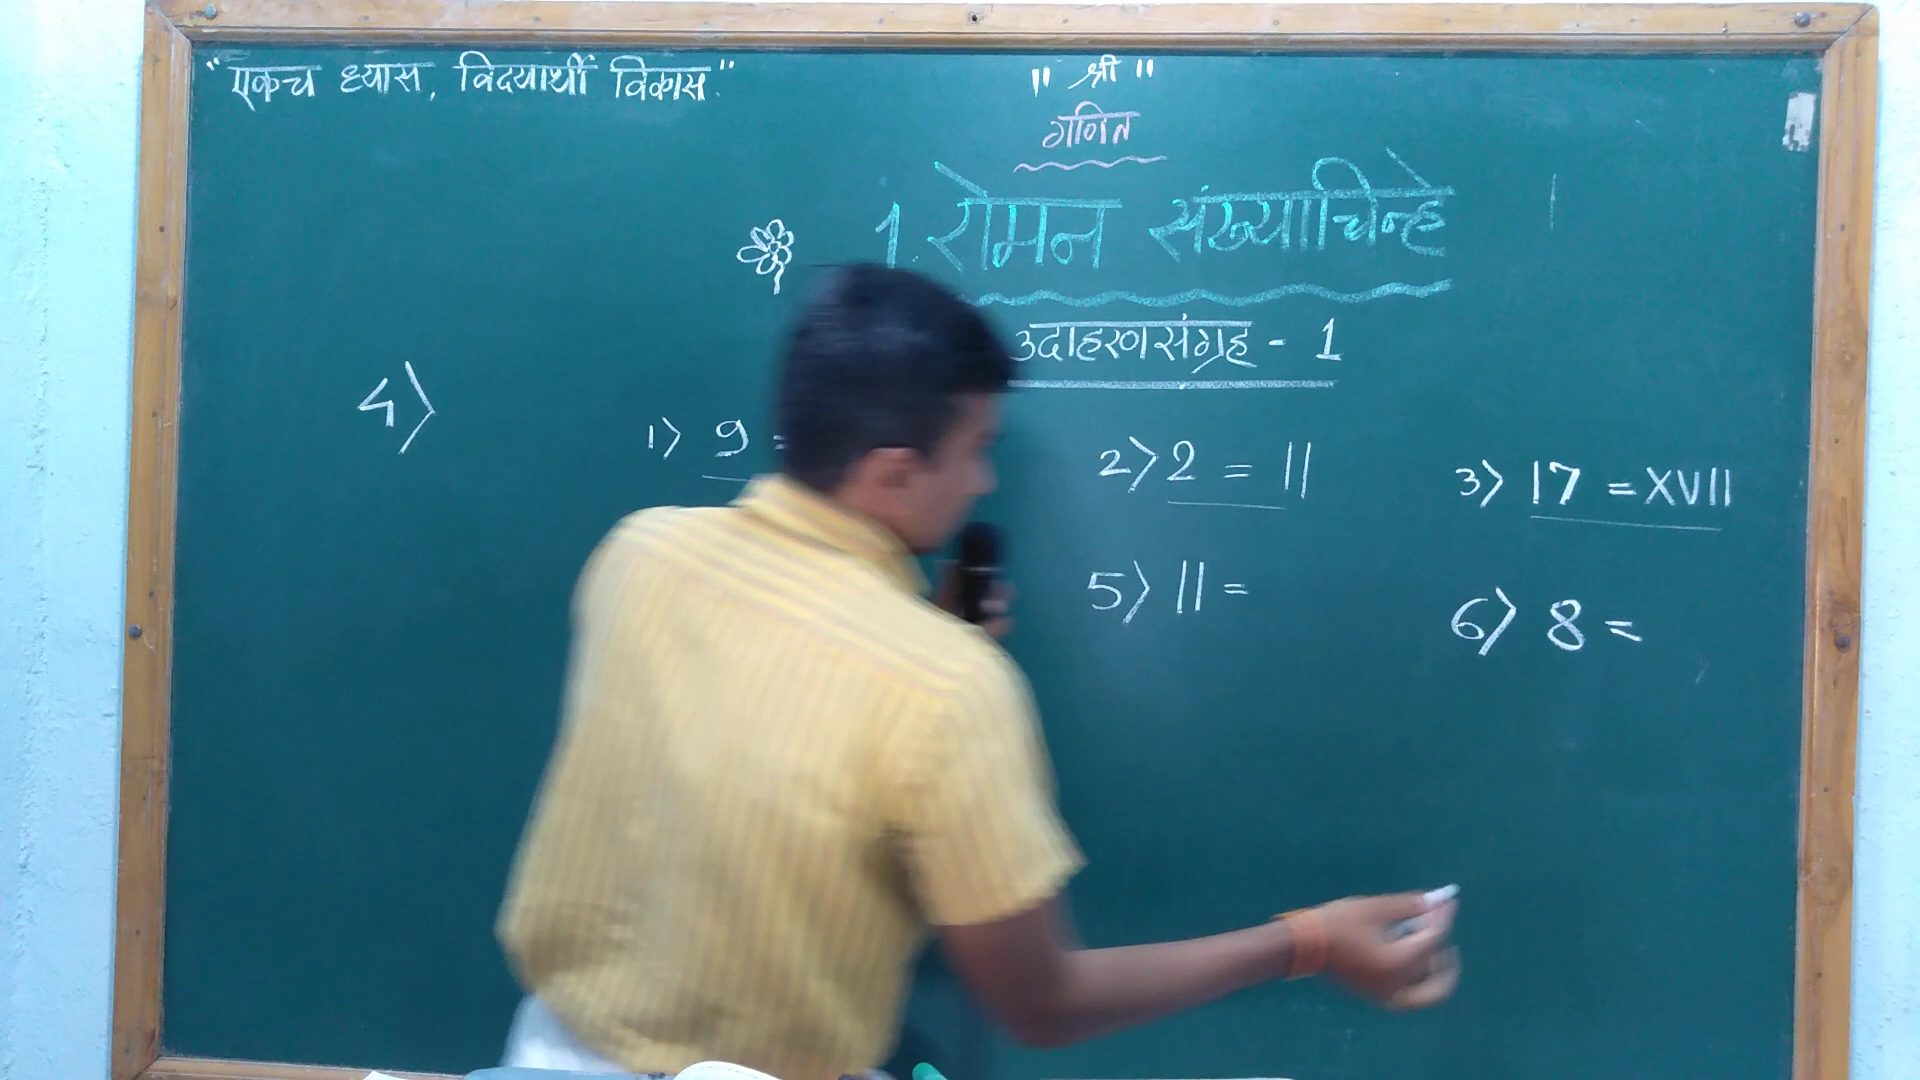 "एकच ध्यास, विदयार्थी विकास."
" श्री "
गणित
1. रोमन संख्याचिन्हे
उदाहरणसंग्रह - 1
4)
1) 9 =
2) 2 = II
3) 17 = XVII
5) 11 =
6) 8 =